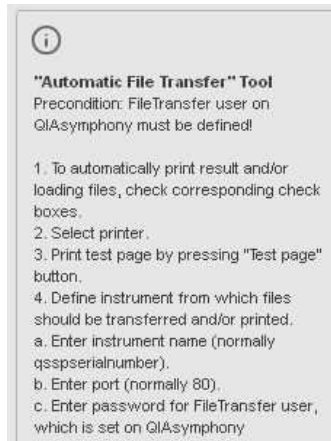 "Automatic File Transfer" Tool
Precondition: FileTransfer user on
QIAsymphony must be defined!
1. To automatically print result and/or
loading files, check corresponding check
boxes.
2. Select printer.
3. Print test page by pressing "Test page"
button.
4. Define instrument from which files
should be transferred and/or printed.
a. Enter instrument name (normally
qsspserialnumber).
b. Enter port (normally 80).
c. Enter password for FileTransfer user,
which is set on QIAsymphony